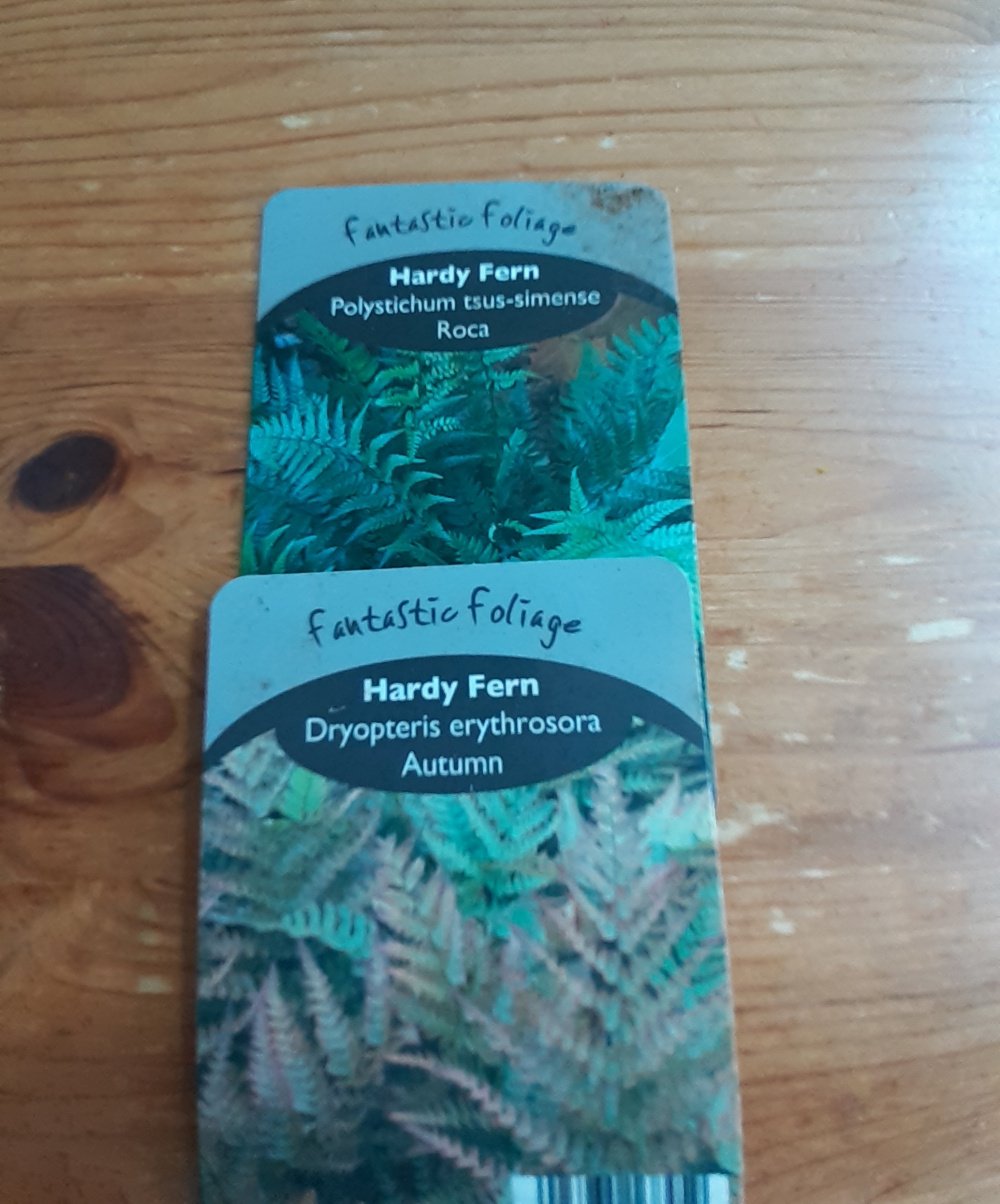 fantastic foliage
Hardy Fern
Polystichum tsus-simense
Roca
fantastic foliage
Hardy Fern
Dryopteris erythrosora
Autumn